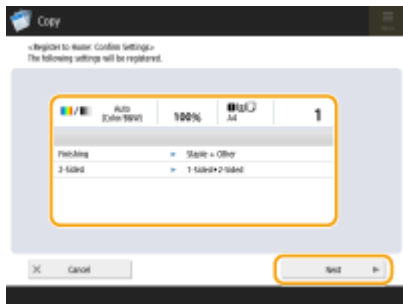 Copy
<Register to Home: Confirm Settings>
The following settings will be registered.
Auto
(Color/B&W)
100%
A4
1
Finishing
Staple + Other
2-Sided
1-Sided▸2-Sided
Cancel
Next